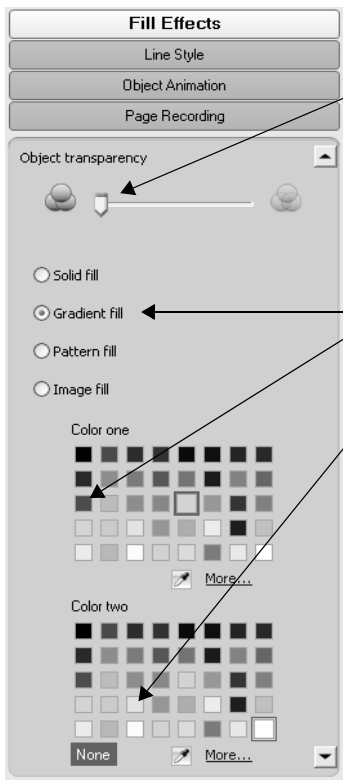 Fill Effects
Line Style
Object Animation
Page Recording
Object transparency
Solid fill
Gradient fill
Pattern fill
Image fill
Color one
More...
Color two
None
More...